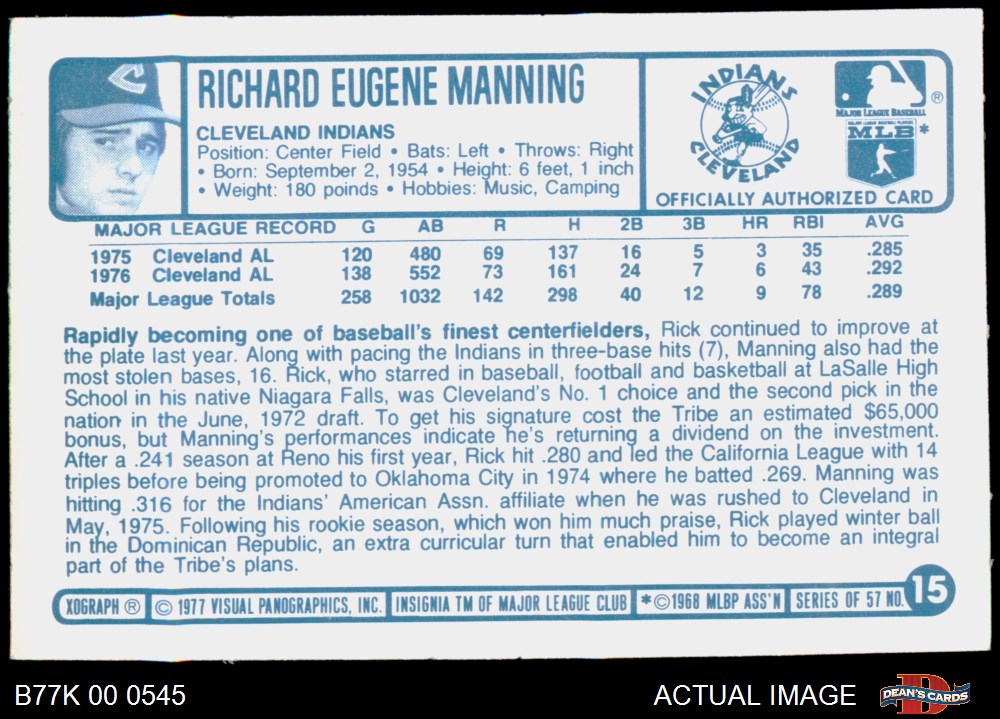 RICHARD EUGENE MANNING
CLEVELAND INDIANS
Position: Center Field • Bats: Left • Throws: Right
• Born: September 2, 1954 • Height: 6 feet, 1 inch
• Weight: 180 poinds • Hobbies: Music, Camping
INDIANS
CLEVELAND
MAJOR LEAGUE BASEBALL
®
MAJOR LEAGUE BASEBALL PLAYERS
MLB *
OFFICIALLY AUTHORIZED CARD
MAJOR LEAGUE RECORD G AB R H 2B 3B HR RBI AVG
1975 Cleveland AL 120 480 69 137 16 5 3 35 .285
1976 Cleveland AL 138 552 73 161 24 7 6 43 .292
Major League Totals 258 1032 142 298 40 12 9 78 .289
Rapidly becoming one of baseball's finest centerfielders, Rick continued to improve at
the plate last year. Along with pacing the Indians in three-base hits (7), Manning also had the
most stolen bases, 16. Rick, who starred in baseball, football and basketball at LaSalle High
School in his native Niagara Falls, was Cleveland's No. 1 choice and the second pick in the
nation in the June, 1972 draft. To get his signature cost the Tribe an estimated $65,000
bonus, but Manning's performances indicate he's returning a dividend on the investment.
After a .241 season at Reno his first year, Rick hit .280 and led the California League with 14
triples before being promoted to Oklahoma City in 1974 where he batted .269. Manning was
hitting .316 for the Indians' American Assn. affiliate when he was rushed to Cleveland in
May, 1975. Following his rookie season, which won him much praise, Rick played winter ball
in the Dominican Republic, an extra curricular turn that enabled him to become an integral
part of the Tribe's plans.
XOGRAPH ® © 1977 VISUAL PANOGRAPHICS, INC. INSIGNIA TM OF MAJOR LEAGUE CLUB *©1968 MLBP ASS'N SERIES OF 57 NO. 15
B77K 00 0545 ACTUAL IMAGE DEAN'S CARDS